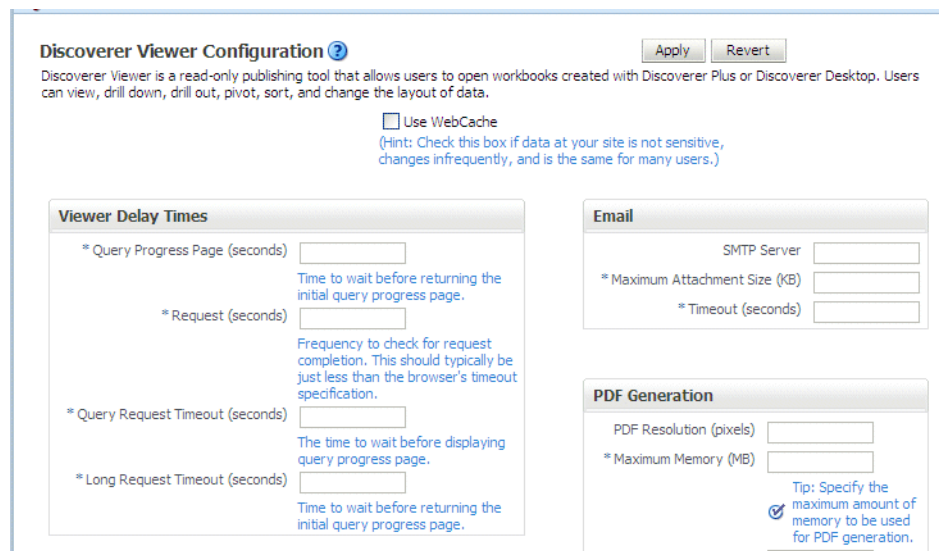 Discoverer Viewer Configuration
Apply
Revert
Discoverer Viewer is a read-only publishing tool that allows users to open workbooks created with Discoverer Plus or Discoverer Desktop. Users
can view, drill down, drill out, pivot, sort, and change the layout of data.
Use WebCache
(Hint: Check this box if data at your site is not sensitive,
changes infrequently, and is the same for many users.)
Viewer Delay Times
* Query Progress Page (seconds)
Time to wait before returning the
initial query progress page.
* Request (seconds)
Frequency to check for request
completion. This should typically be
just less than the browser's timeout
specification.
* Query Request Timeout (seconds)
The time to wait before displaying
query progress page.
* Long Request Timeout (seconds)
Time to wait before returning the
initial query progress page.
Email
SMTP Server
* Maximum Attachment Size (KB)
* Timeout (seconds)
PDF Generation
PDF Resolution (pixels)
* Maximum Memory (MB)
Tip: Specify the
maximum amount of
memory to be used
for PDF generation.